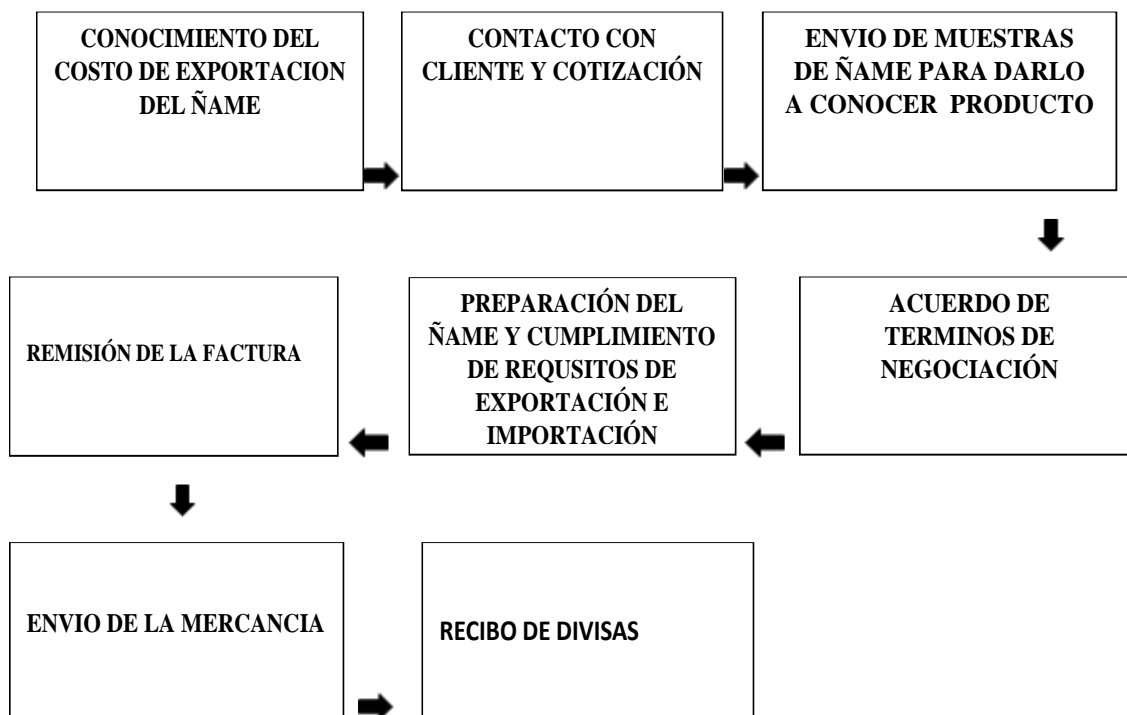 CONOCIMIENTO DEL
COSTO DE EXPORTACION
DEL ÑAME
CONTACTO CON
CLIENTE Y COTIZACIÓN
ENVIO DE MUESTRAS
DE ÑAME PARA DARLO
A CONOCER PRODUCTO
ACUERDO DE
TERMINOS DE
NEGOCIACIÓN
PREPARACIÓN DEL
ÑAME Y CUMPLIMIENTO
DE REQUSITOS DE
EXPORTACIÓN E
IMPORTACIÓN
REMISIÓN DE LA FACTURA
ENVIO DE LA MERCANCIA
RECIBO DE DIVISAS